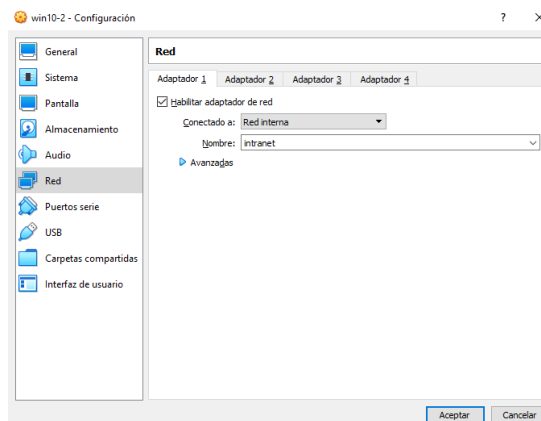 win10-2 - Configuración
?
General
Sistema
Pantalla
Almacenamiento
Audio
Red
Puertos serie
USB
Carpetas compartidas
Interfaz de usuario
Red
Adaptador 1 Adaptador 2 Adaptador 3 Adaptador 4
Habilitar adaptador de red
Conectado a: Red interna
Nombre: intranet
Avanzadas
Aceptar Cancelar